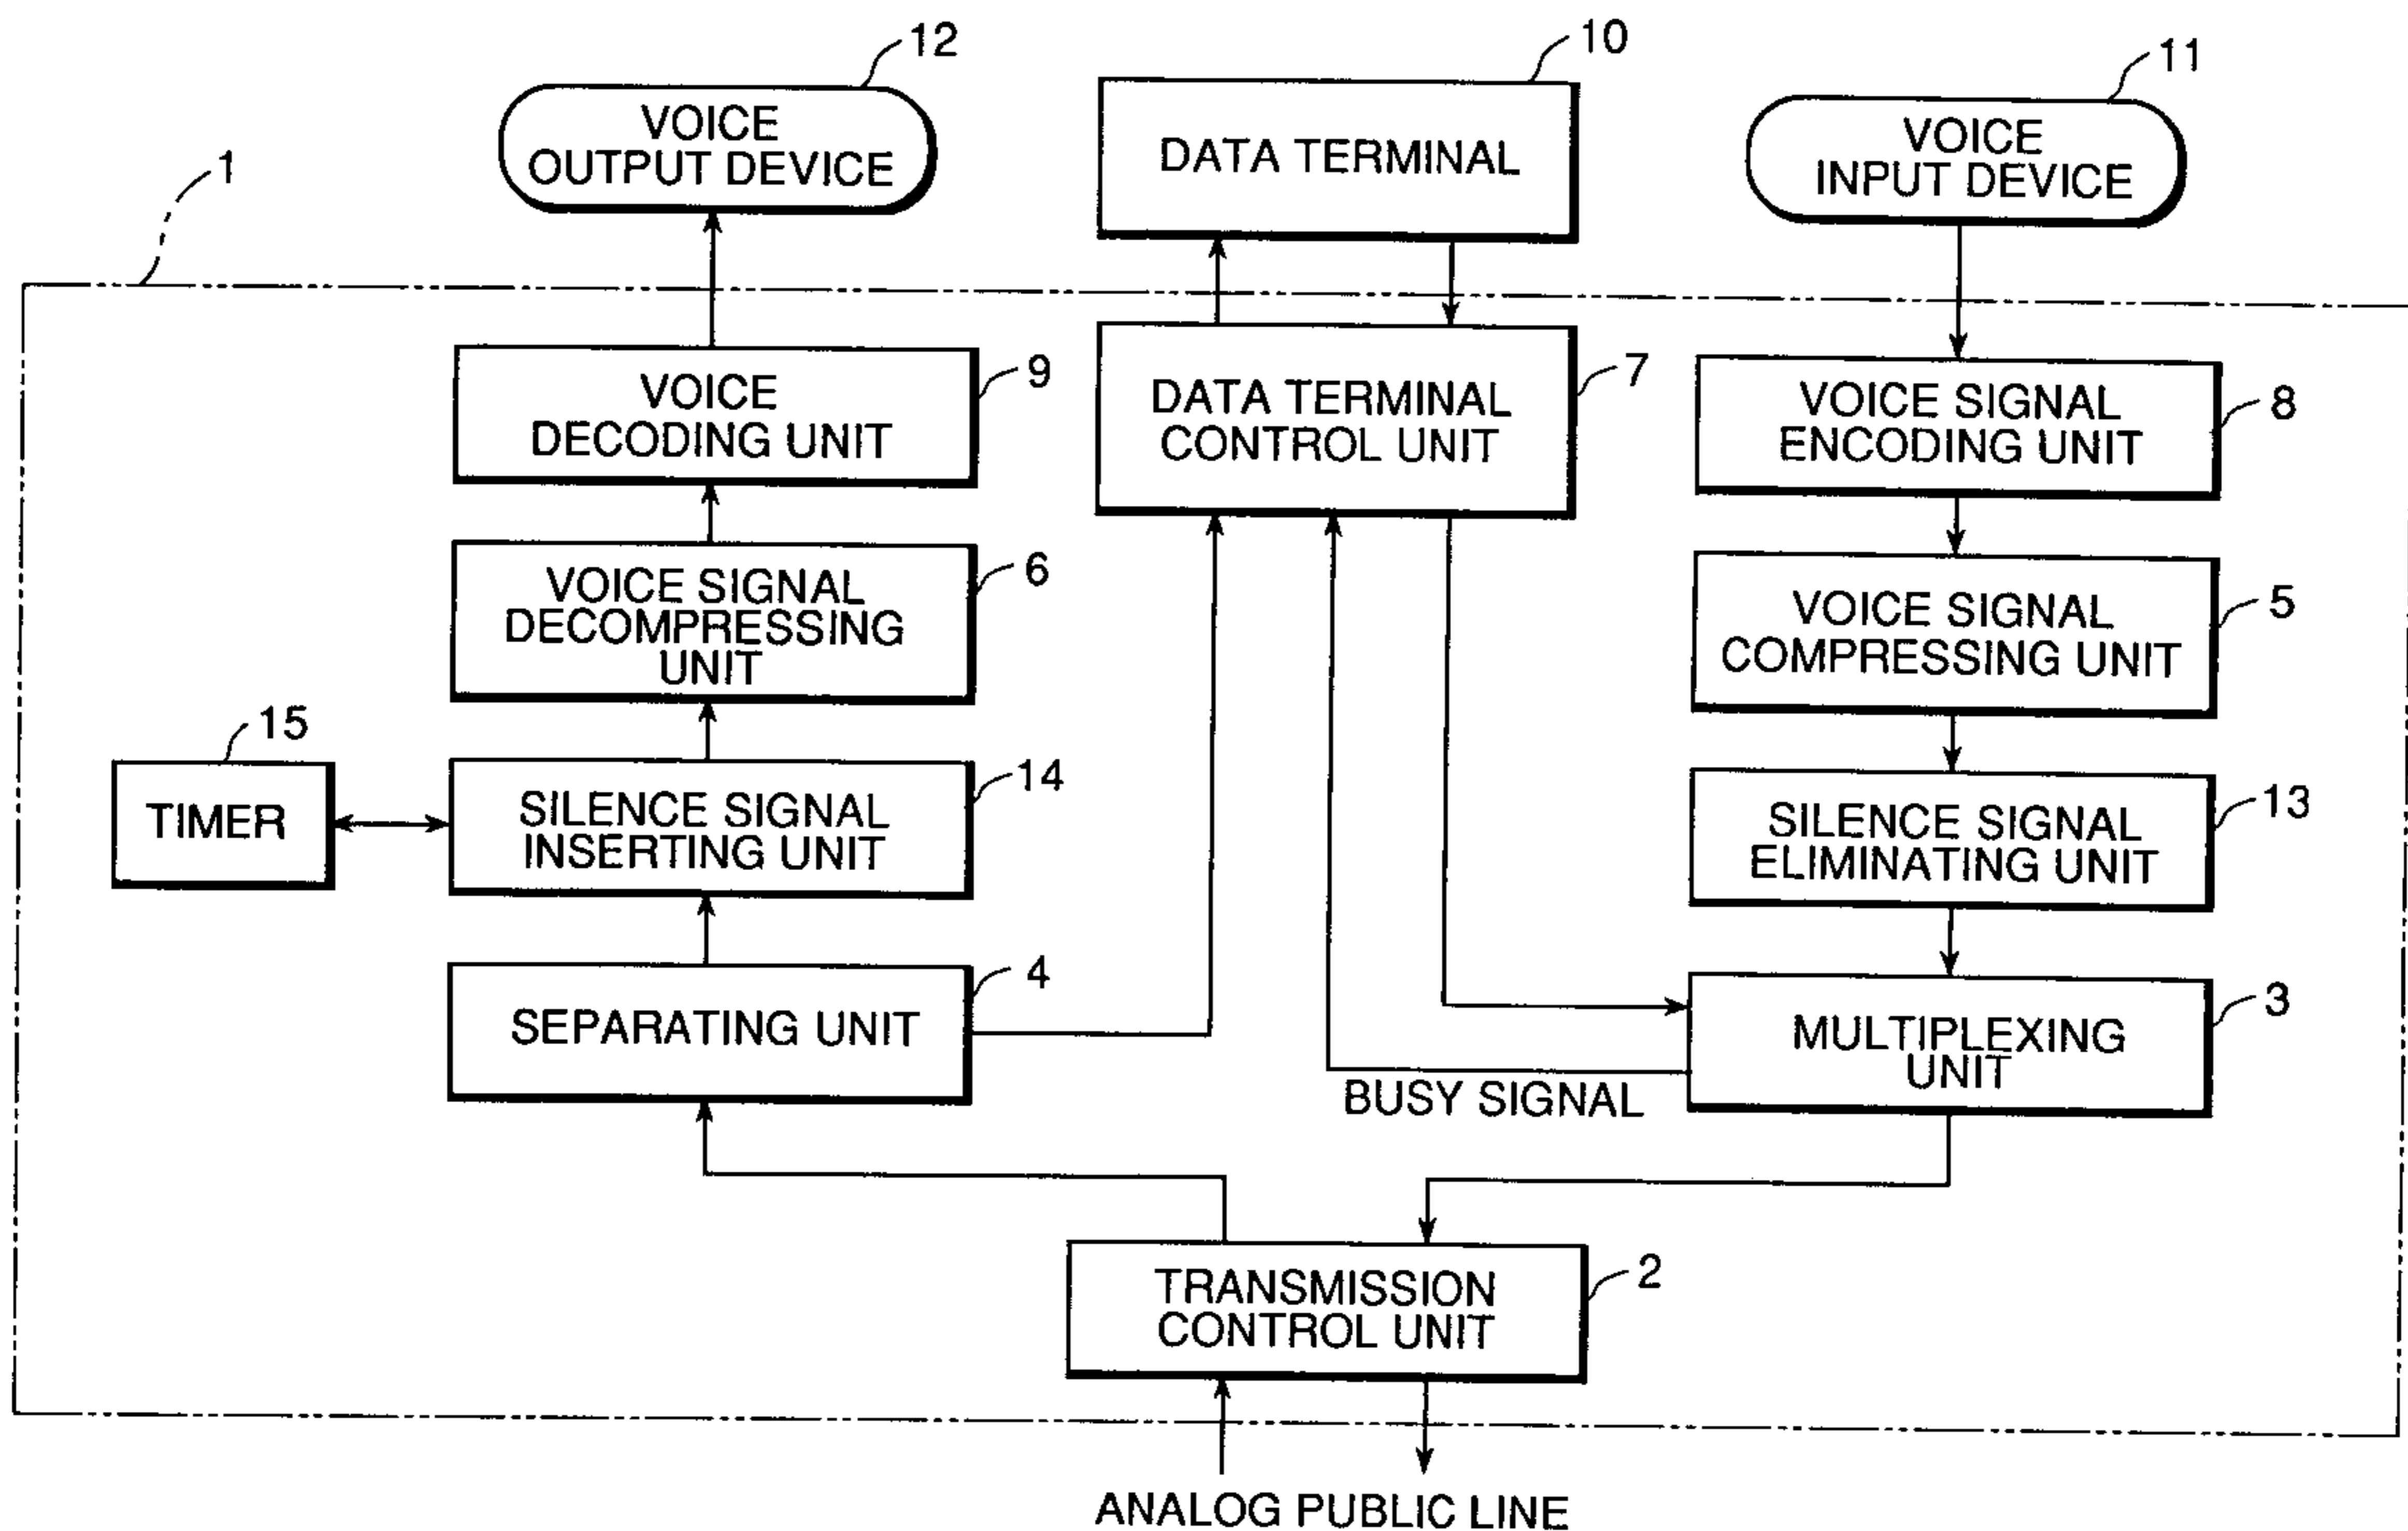 12
10
11
1
VOICE
OUTPUT DEVICE
DATA TERMINAL
VOICE
INPUT DEVICE
9
7
8
VOICE
DECODING UNIT
DATA TERMINAL
CONTROL UNIT
VOICE SIGNAL
ENCODING UNIT
6
5
VOICE SIGNAL
DECOMPRESSING
UNIT
VOICE SIGNAL
COMPRESSING UNIT
15
14
13
TIMER
SILENCE SIGNAL
INSERTING UNIT
SILENCE SIGNAL
ELIMINATING UNIT
4
3
SEPARATING UNIT
MULTIPLEXING
UNIT
BUSY SIGNAL
2
TRANSMISSION
CONTROL UNIT
ANALOG PUBLIC LINE